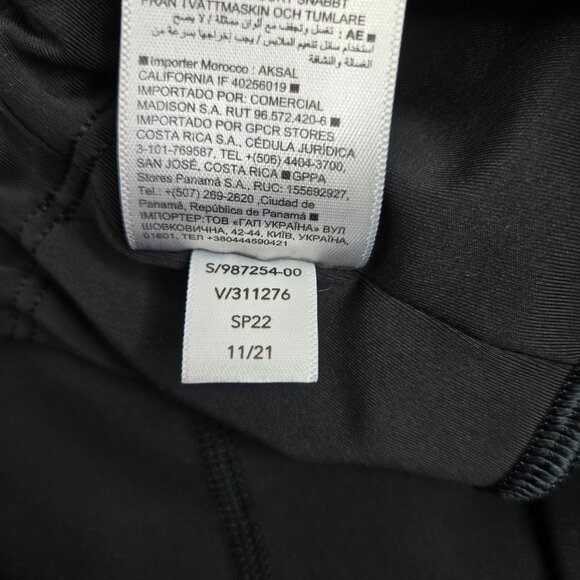 FRÅN TVÄTTMASKIN OCH TUMLARE
■ Importer Morocco : AKSAL
CALIFORNIA IF 40256019 ■
IMPORTADO POR: COMERCIAL
MADISON S.A. RUT 96.572.420-6 ■
IMPORTADO POR GPCR STORES
COSTA RICA S.A., CÉDULA JURÍDICA
3-101-769587, TEL +(506) 4404-3700,
SAN JOSÉ, COSTA RICA ■ GPPA
Stores Panamá S.A., RUC: 155692927,
Tel.: +(507) 269-2620 ,Ciudad de
Panamá, República de Panamá ■
ІМПОРТЕР:ТОВ «ГАП УКРАЇНА» ВУЛ
ШОВКОВИЧНА, 42-44, КИЇВ, УКРАЇНА,
01601, ТЕЛ +380444590421
S/987254-00
V/311276
SP22
11/21